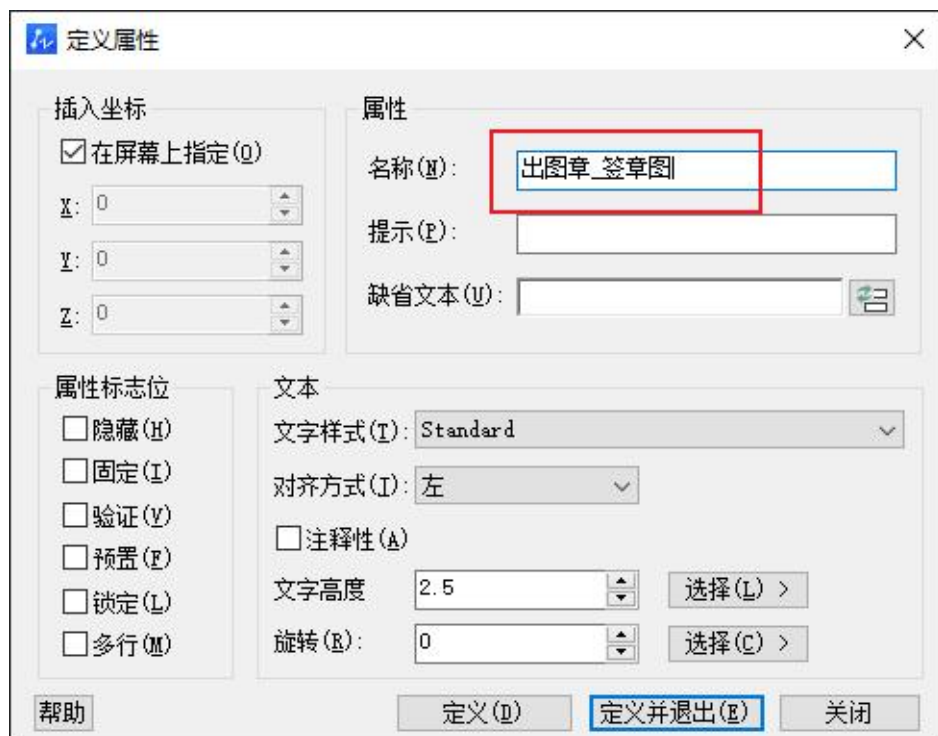 定义属性
插入坐标
在屏幕上指定(O)
X: 0
Y: 0
Z: 0
属性
名称(N): 出图章_签章图
提示(P):
缺省文本(U):
属性标志位
隐藏(H)
固定(I)
验证(V)
预置(F)
锁定(L)
多行(M)
文本
文字样式(T): Standard
对齐方式(J): 左
注释性(A)
文字高度 2.5 选择(L) >
旋转(R): 0 选择(C) >
帮助 定义(D) 定义并退出(E) 关闭